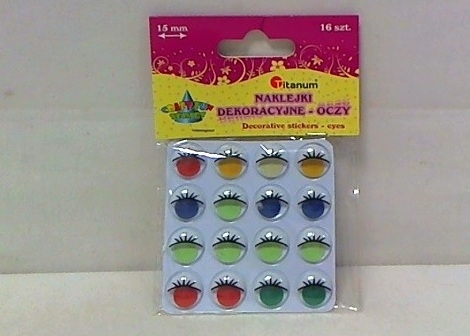 15 mm
16 szt.
Titanum
NAKLEJKI
DEKORACYJNE - OCZY
Decorative stickers - eyes